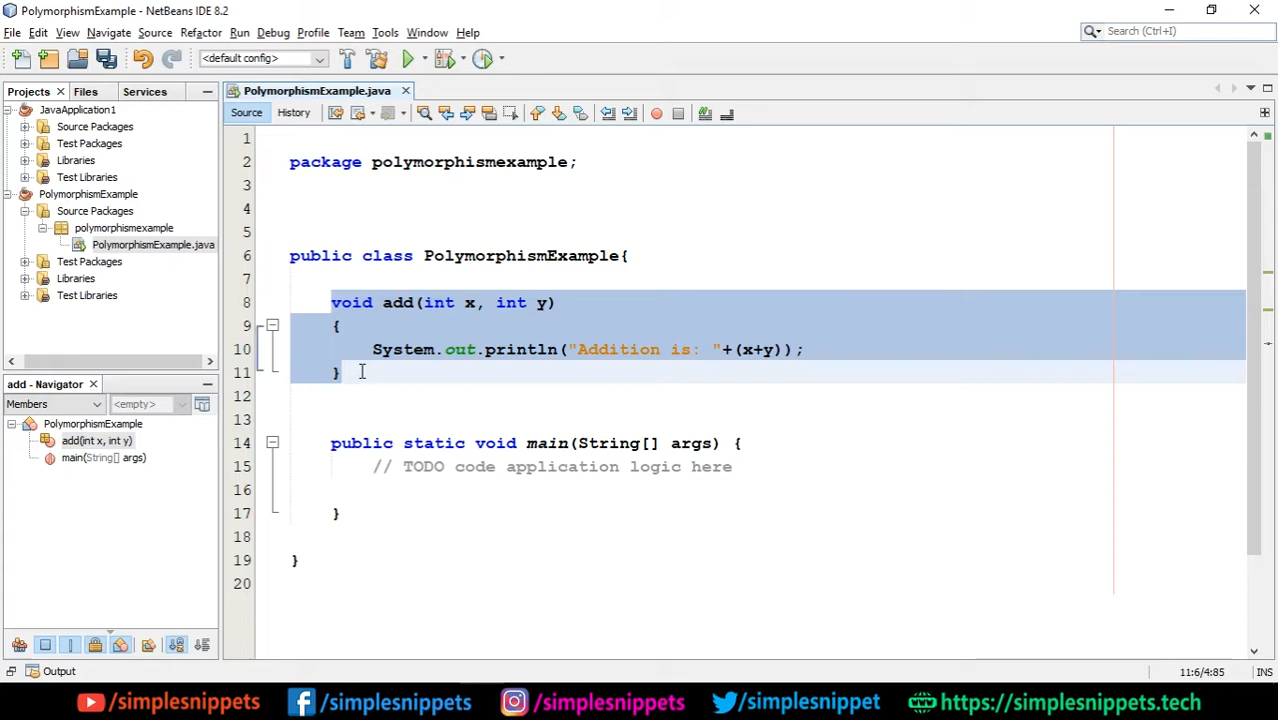 PolymorphismExample - NetBeans IDE 8.2
File Edit View Navigate Source Refactor Run Debug Profile Team Tools Window Help
Search (Ctrl+I)
<default config>
Projects Files Services
PolymorphismExample.java
JavaApplication1
Source Packages
Test Packages
Libraries
Test Libraries
PolymorphismExample
Source Packages
polymorphismexample
PolymorphismExample.java
Test Packages
Libraries
Test Libraries
add - Navigator
Members <empty>
PolymorphismExample
add(int x, int y)
main(String[] args)
Source History
1
2 package polymorphismexample;
3
4
5
6 public class PolymorphismExample{
7
8 void add(int x, int y)
9 {
10 System.out.println("Addition is: "+(x+y));
11 }
12
13
14 public static void main(String[] args) {
15 // TODO code application logic here
16
17 }
18
19 }
20
Output
11:6/4:85 INS
/simplesnippets /simplesnippets /simplesnippets /simplesnippets https://simplesnippets.tech